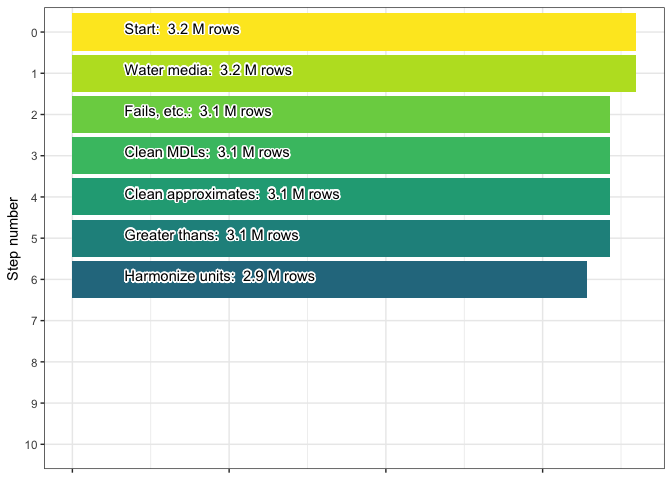 Step number
0
Start:  3.2 M rows
1
Water media:  3.2 M rows
2
Fails, etc.:  3.1 M rows
3
Clean MDLs:  3.1 M rows
4
Clean approximates:  3.1 M rows
5
Greater thans:  3.1 M rows
6
Harmonize units:  2.9 M rows
7
8
9
10